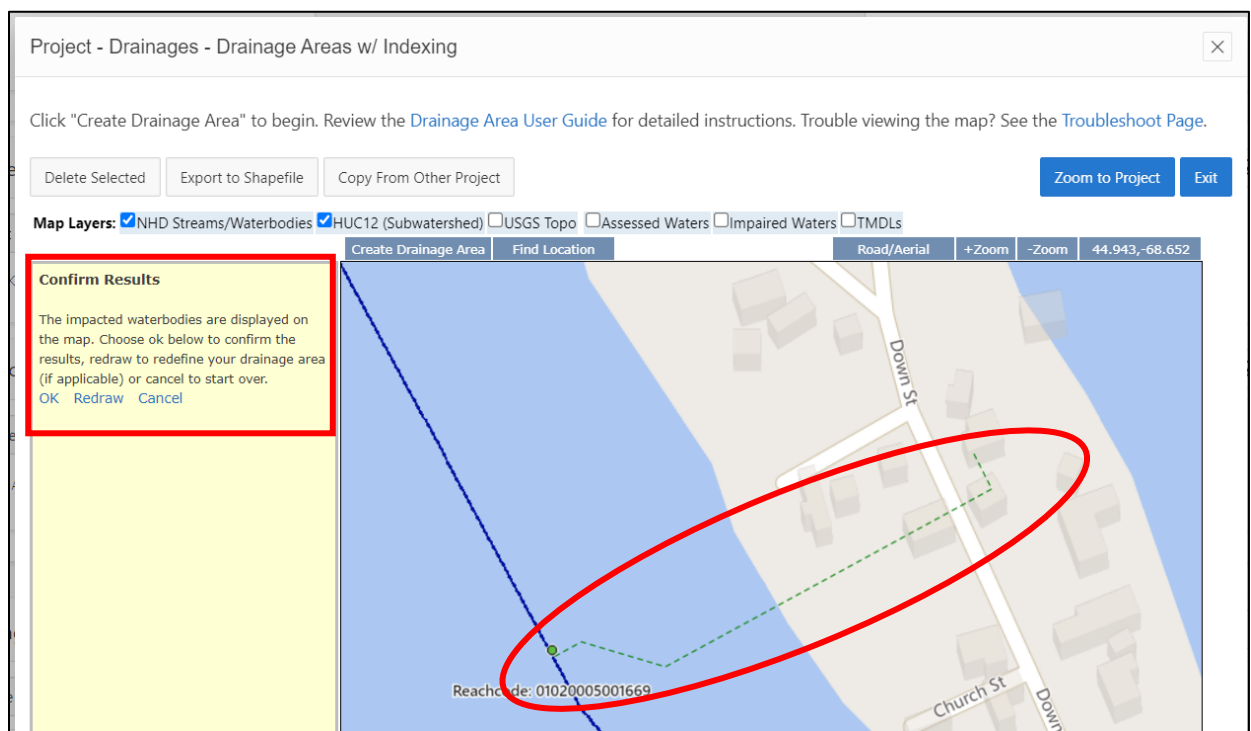 Project - Drainages - Drainage Areas w/ Indexing
Click "Create Drainage Area" to begin. Review the Drainage Area User Guide for detailed instructions. Trouble viewing the map? See the Troubleshoot Page.
Delete Selected Export to Shapefile Copy From Other Project Zoom to Project Exit
Map Layers: NHD Streams/Waterbodies HUC12 (Subwatershed) USGS Topo Assessed Waters Impaired Waters TMDLs
Create Drainage Area Find Location Road/Aerial +Zoom -Zoom 44.943,-68.652
Confirm Results
The impacted waterbodies are displayed on
the map. Choose ok below to confirm the
results, redraw to redefine your drainage area
(if applicable) or cancel to start over.
OK Redraw Cancel
Down St
Reachcode: 01020005001669
Church St
Down